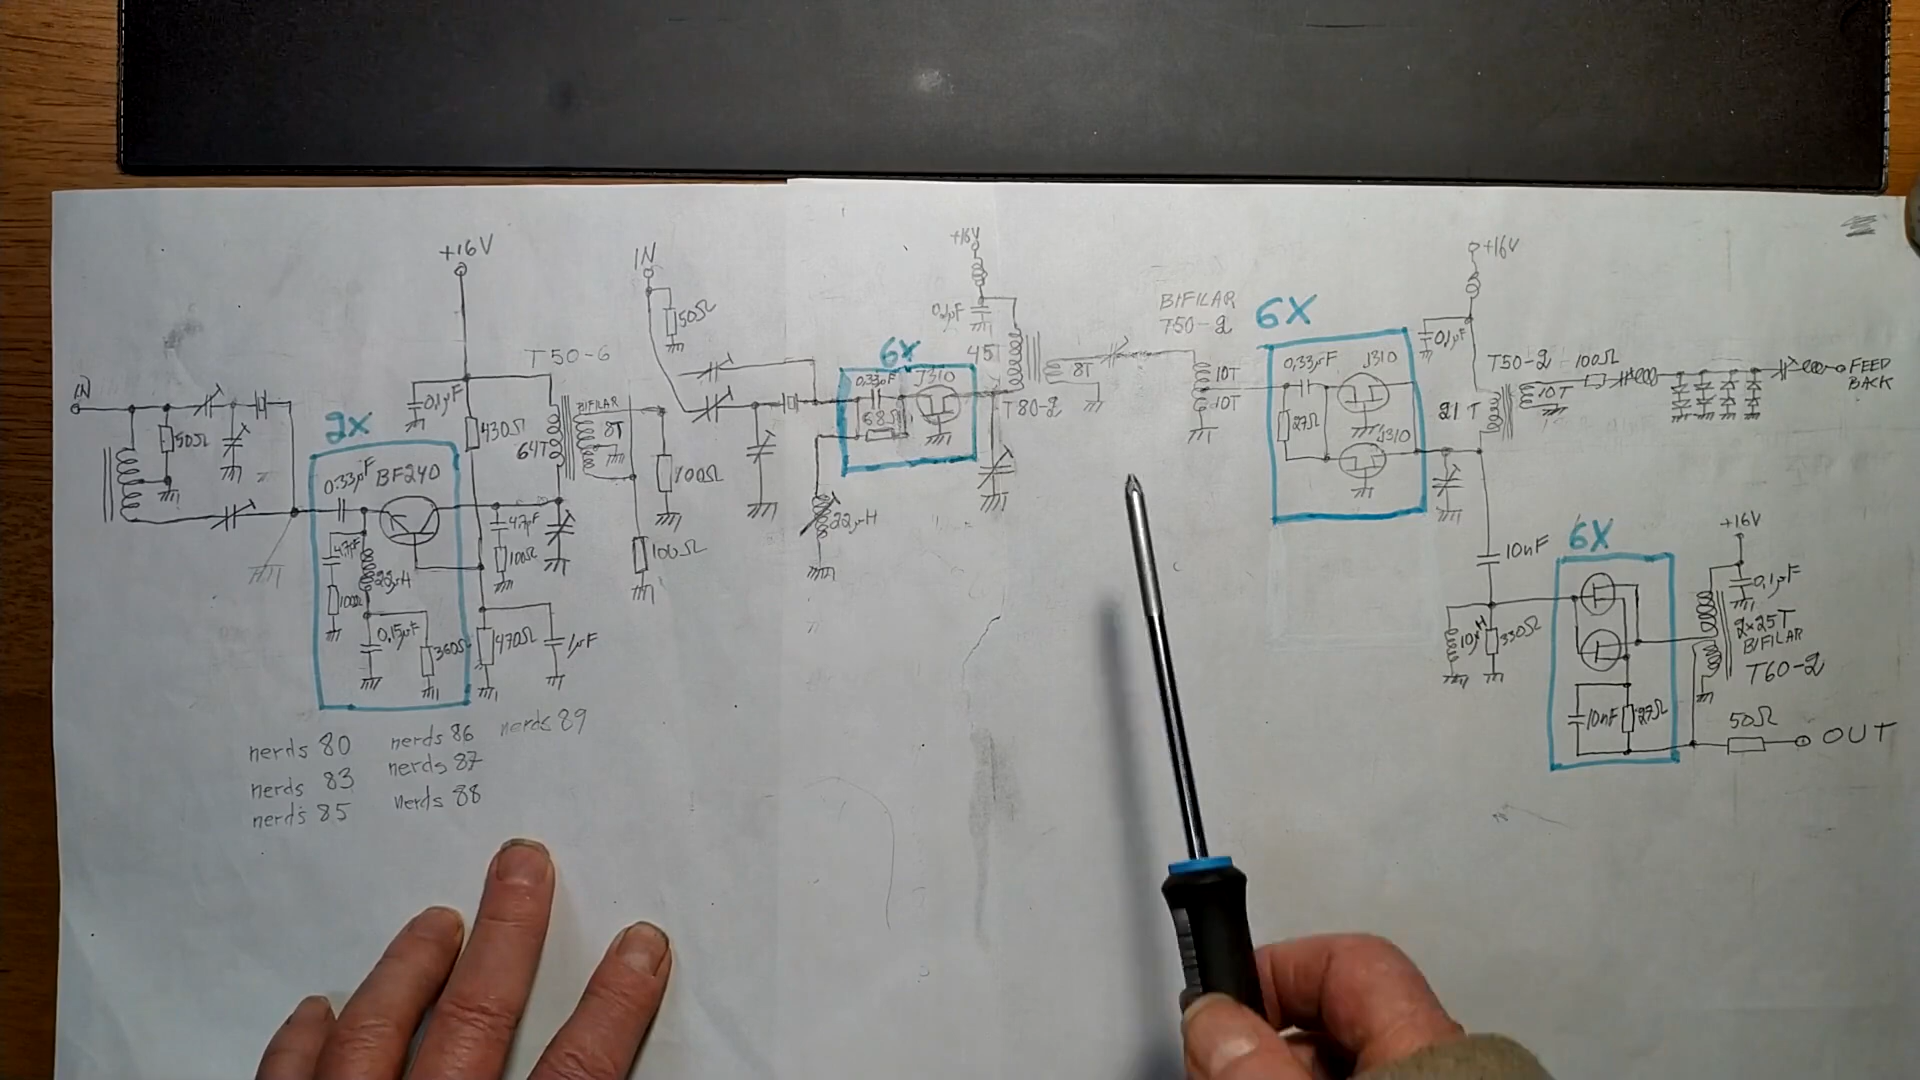 IN
50Ω
2X
0.33µF
BF240
47pF
100Ω
22µH
0.15µF
360Ω
+16V
0.1µF
430Ω
470Ω
1µF
47pF
100Ω
T50-6
64T
BIFILAR
8T
100Ω
100Ω
IN
50Ω
22µH
6X
0.33µF
J310
68Ω
+16V
0.1µF
45T
T80-2
8T
BIFILAR
T50-2
10T
10T
6X
0.33µF
J310
27Ω
J310
+16V
0.1µF
21T
T50-2
10T
100Ω
FEED
BACK
10nF
10µH
330Ω
6X
10nF
27Ω
+16V
0.1µF
2x25T
BIFILAR
T60-2
50Ω
OUT
nerds 80
nerds 83
nerds 85
nerds 86
nerds 87
nerds 88
nerds 89